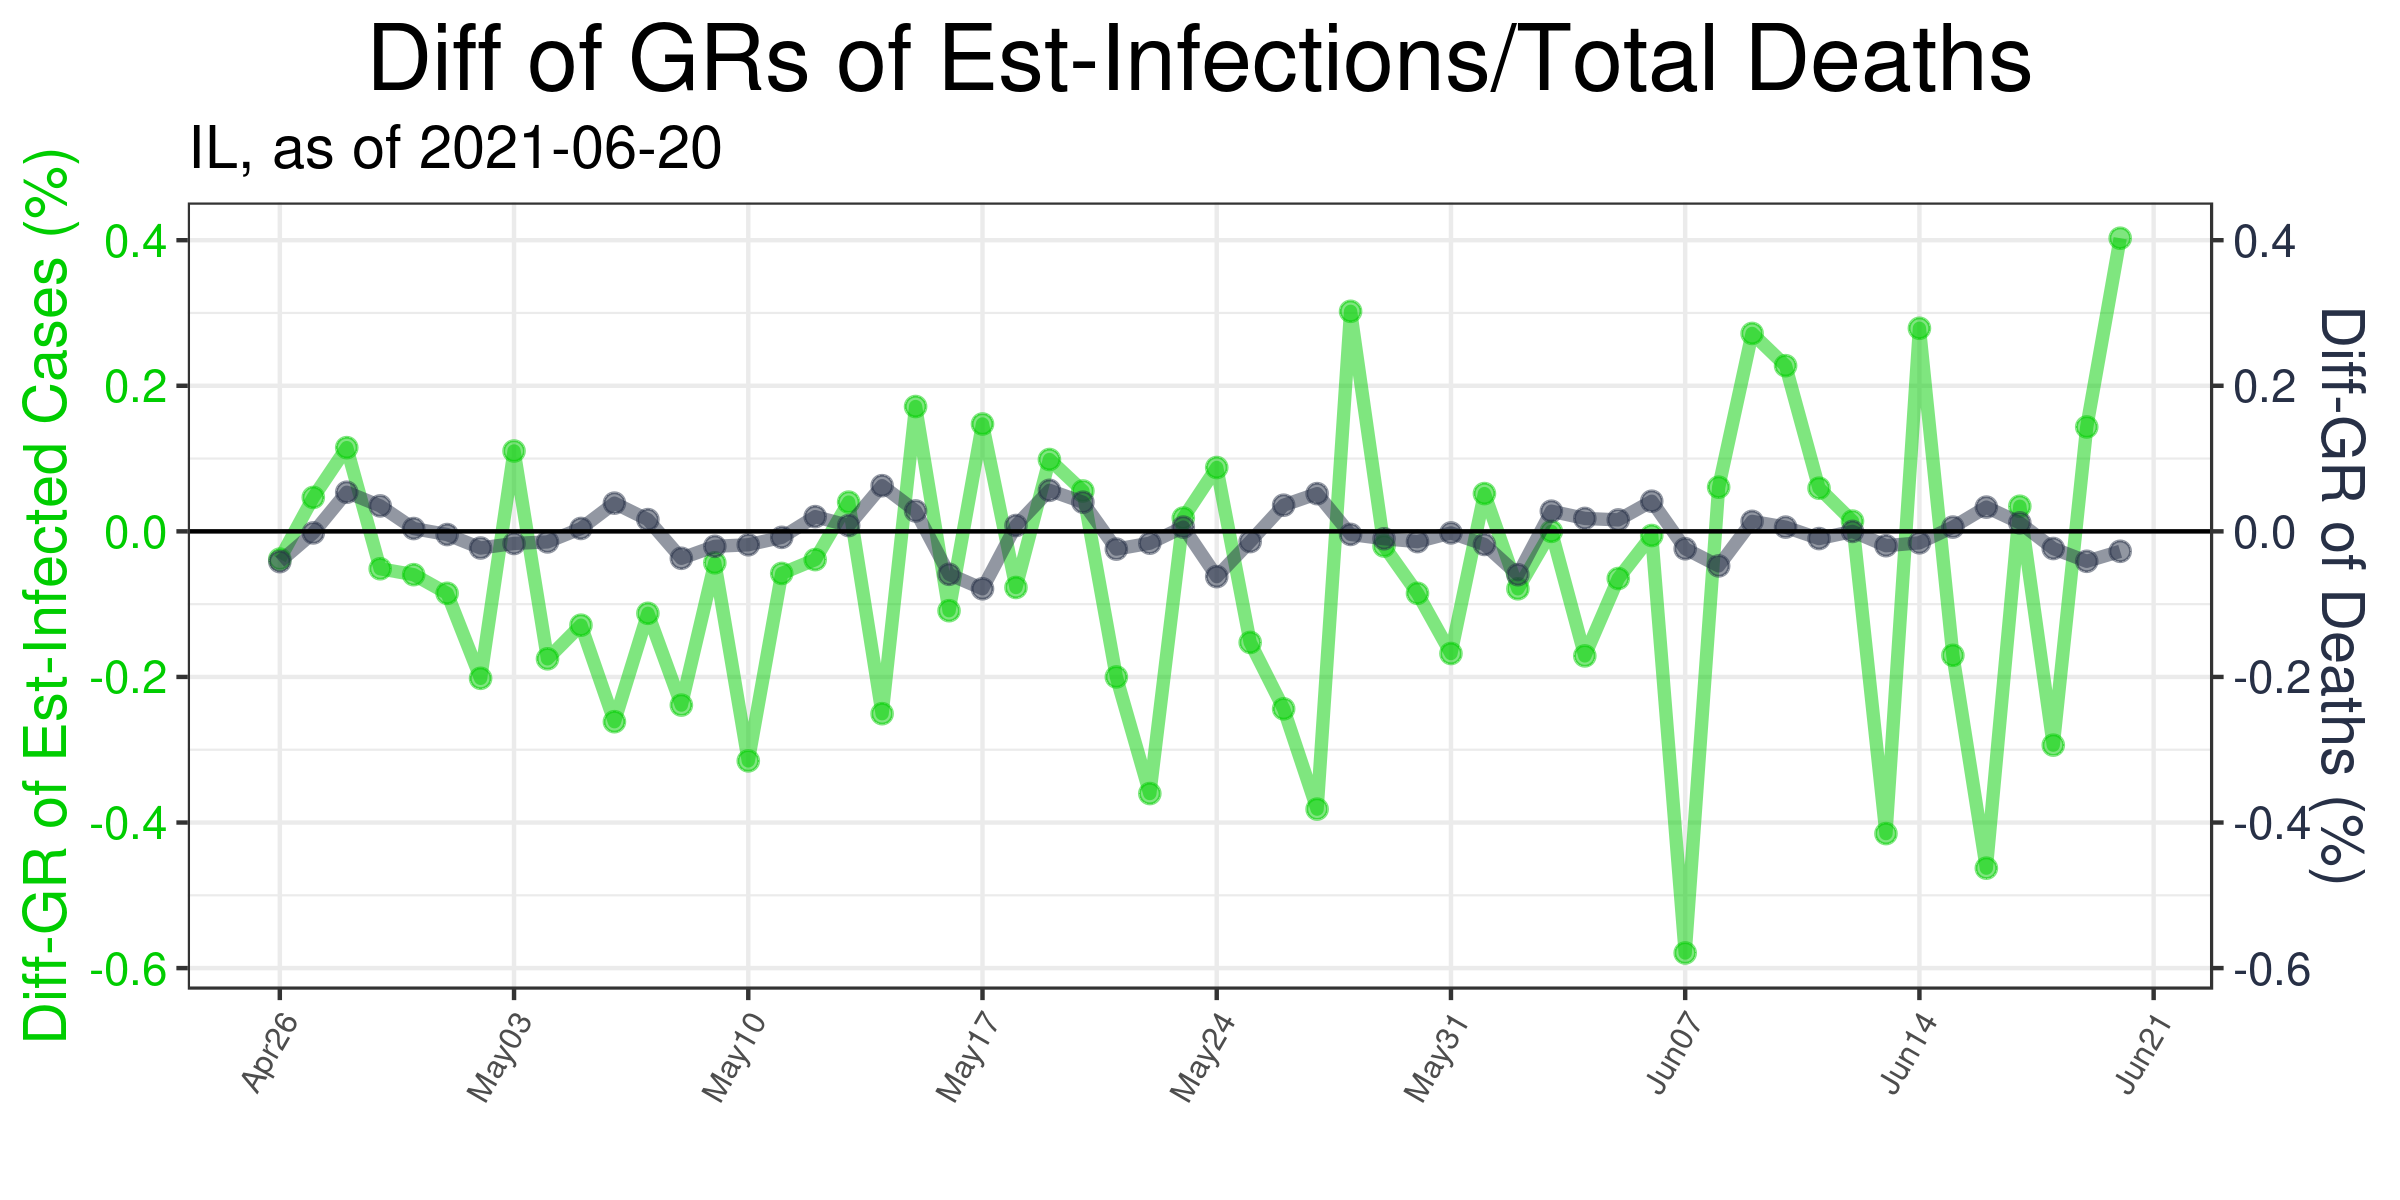 Diff of GRs of Est-Infections/Total Deaths
IL, as of 2021-06-20
Diff-GR of Est-Infected Cases (%)
0.4
0.2
0.0
-0.2
-0.4
-0.6
0.4
0.2
0.0
-0.2
-0.4
-0.6
Diff-GR of Deaths (%)
Apr26
May03
May10
May17
May24
May31
Jun07
Jun14
Jun21